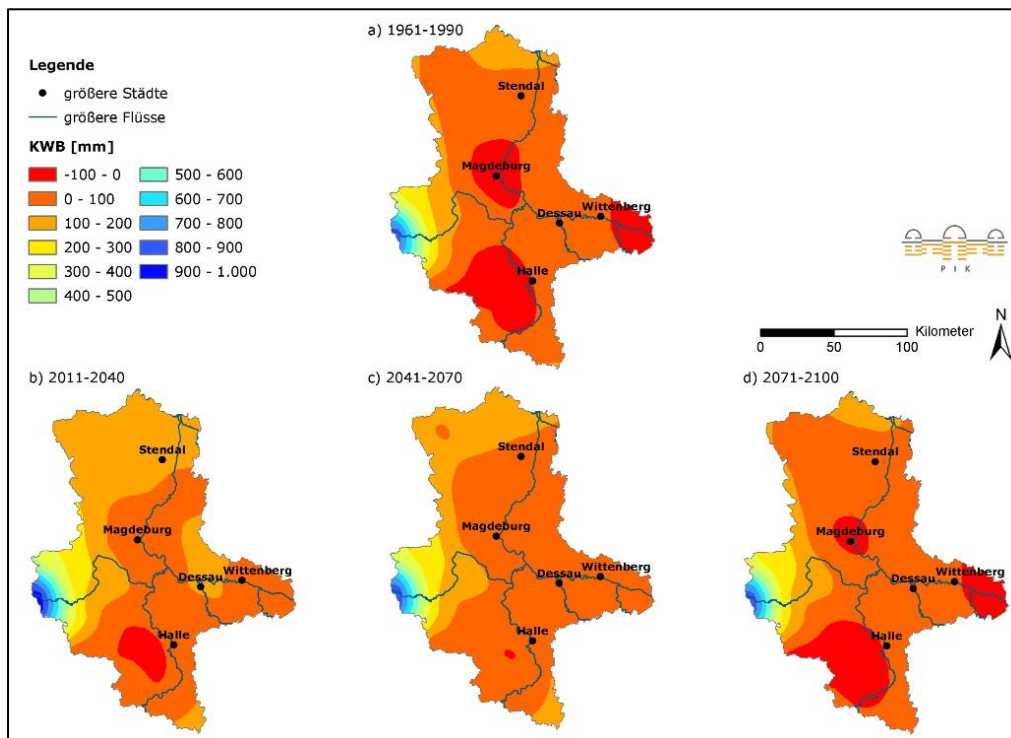 a) 1961-1990
Legende
größere Städte
größere Flüsse
KWB [mm]
-100 - 0
0 - 100
100 - 200
200 - 300
300 - 400
400 - 500
500 - 600
600 - 700
700 - 800
800 - 900
900 - 1.000
Stendal
Magdeburg
Dessau
Wittenberg
Halle
P I K
N
Kilometer
0 50 100
b) 2011-2040
Stendal
Magdeburg
Dessau
Wittenberg
Halle
c) 2041-2070
Stendal
Magdeburg
Dessau
Wittenberg
Halle
d) 2071-2100
Stendal
Magdeburg
Dessau
Wittenberg
Halle